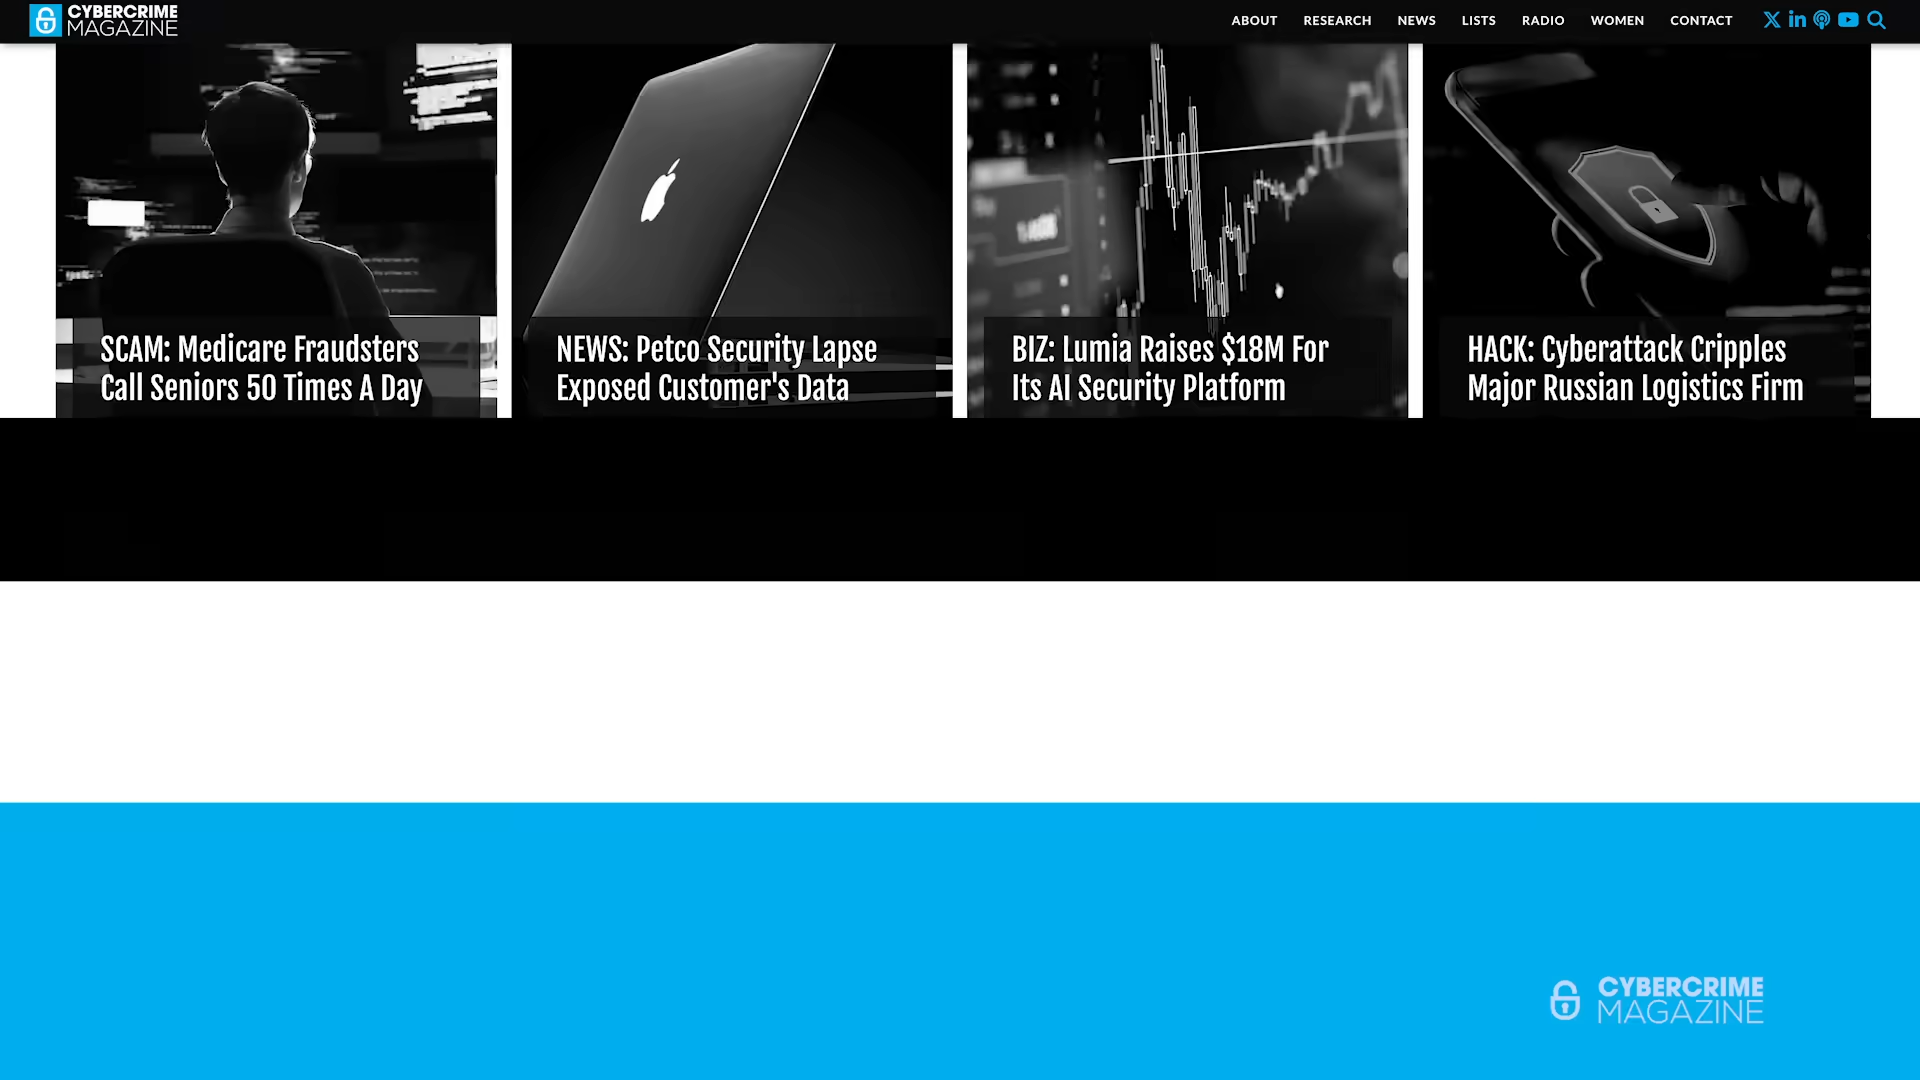 CYBERCRIME
MAGAZINE
ABOUT RESEARCH NEWS LISTS RADIO WOMEN CONTACT
SCAM: Medicare Fraudsters
Call Seniors 50 Times A Day
NEWS: Petco Security Lapse
Exposed Customer's Data
BIZ: Lumia Raises $18M For
Its AI Security Platform
HACK: Cyberattack Cripples
Major Russian Logistics Firm
CYBERCRIME
MAGAZINE